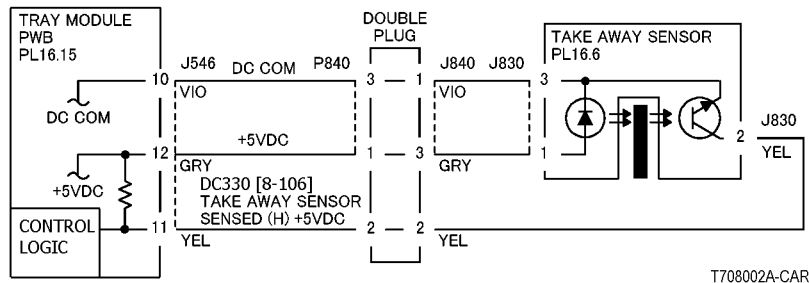 TRAY MODULE
PWB
PL16.15
DOUBLE
PLUG
TAKE AWAY SENSOR
PL16.6
J546
DC COM
P840
J840
J830
10
3
1
3
VIO
VIO
DC COM
J830
2
YEL
+5VDC
12
1
3
1
GRY
GRY
+5VDC
DC330 [8-106]
TAKE AWAY SENSOR
SENSED (H) +5VDC
CONTROL
LOGIC
11
2
2
YEL
YEL
T708002A-CAR